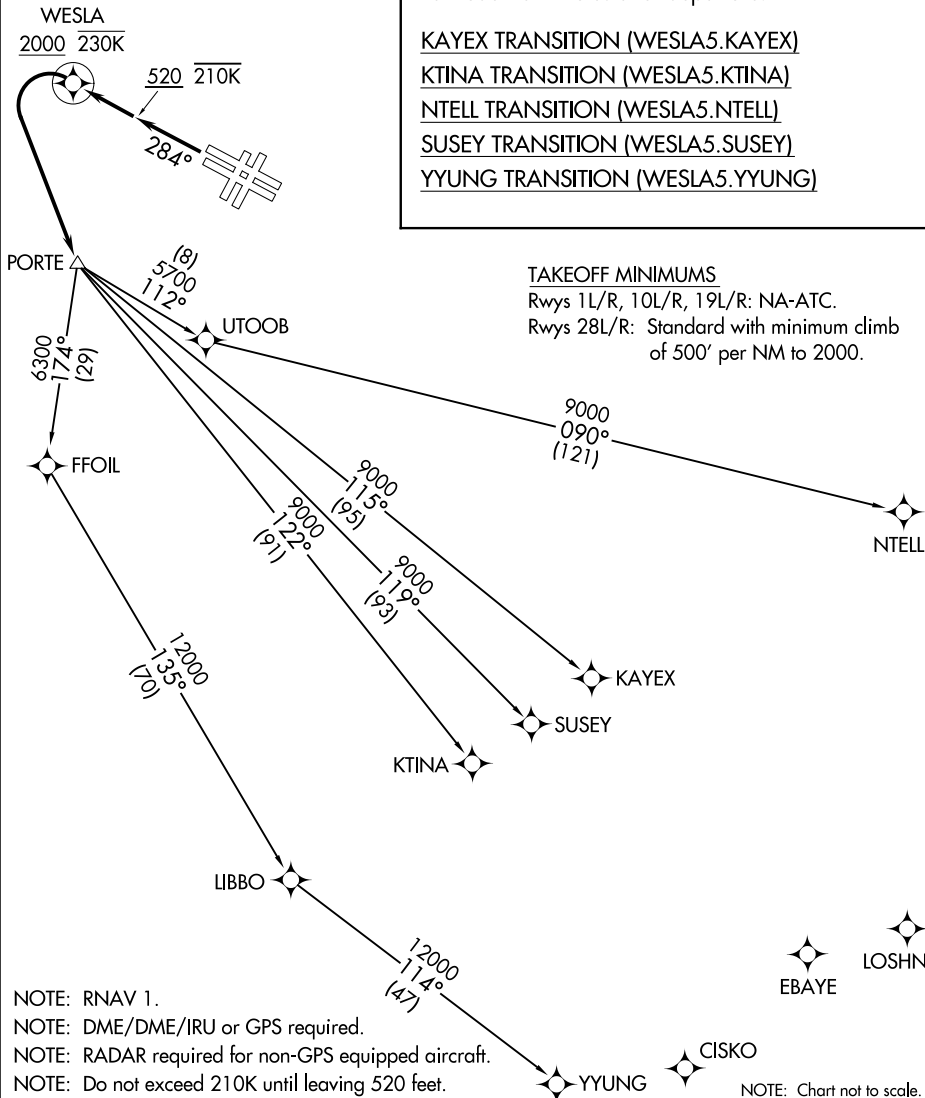 WESLA
2000 230K
520 210K
284°
KAYEX TRANSITION (WESLA5.KAYEX)
KTINA TRANSITION (WESLA5.KTINA)
NTELL TRANSITION (WESLA5.NTELL)
SUSEY TRANSITION (WESLA5.SUSEY)
YYUNG TRANSITION (WESLA5.YYUNG)
PORTE
(8)
5700
112°
UTOOB
TAKEOFF MINIMUMS
Rwys 1L/R, 10L/R, 19L/R: NA-ATC.
Rwys 28L/R: Standard with minimum climb
of 500' per NM to 2000.
6300
174°
(29)
FFOIL
9000
090°
(121)
NTELL
9000
115°
(95)
9000
122°
(91)
9000
119°
(93)
KAYEX
SUSEY
KTINA
12000
135°
(70)
LIBBO
12000
114°
(47)
EBAYE
LOSHN
CISKO
YYUNG
NOTE: RNAV 1.
NOTE: DME/DME/IRU or GPS required.
NOTE: RADAR required for non-GPS equipped aircraft.
NOTE: Do not exceed 210K until leaving 520 feet.
NOTE: Chart not to scale.